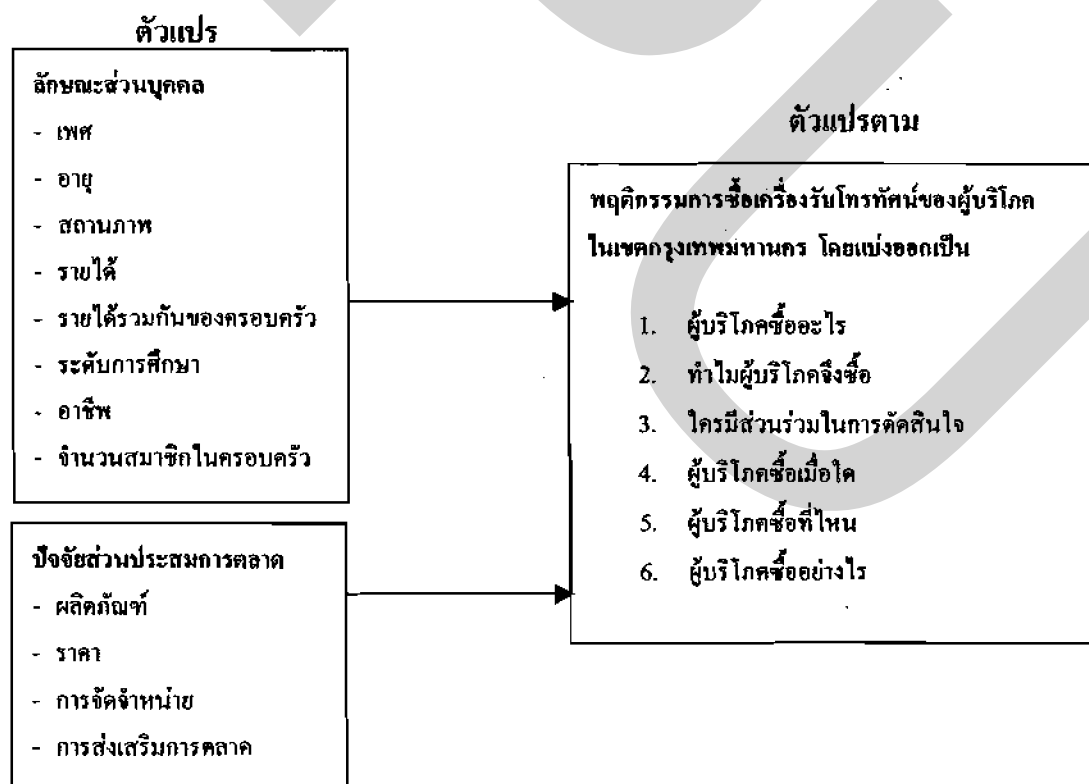 ตัวแปร
ลักษณะส่วนบุคคล
- เพศ
- อายุ
- สถานภาพ
- รายได้
- รายได้รวมกันของครอบครัว
- ระดับการศึกษา
- อาชีพ
- จำนวนสมาชิกในครอบครัว
ปัจจัยส่วนประสมการตลาด
- ผลิตภัณฑ์
- ราคา
- การจัดจำหน่าย
- การส่งเสริมการตลาด
ตัวแปรตาม
พฤติกรรมการซื้อเครื่องรับโทรทัศน์ของผู้บริโภค
ในเขตกรุงเทพมหานคร โดยแบ่งออกเป็น
1. ผู้บริโภคซื้ออะไร
2. ทำไมผู้บริโภคจึงซื้อ
3. ใครมีส่วนร่วมในการตัดสินใจ
4. ผู้บริโภคซื้อเมื่อใด
5. ผู้บริโภคซื้อที่ไหน
6. ผู้บริโภคซื้ออย่างไร